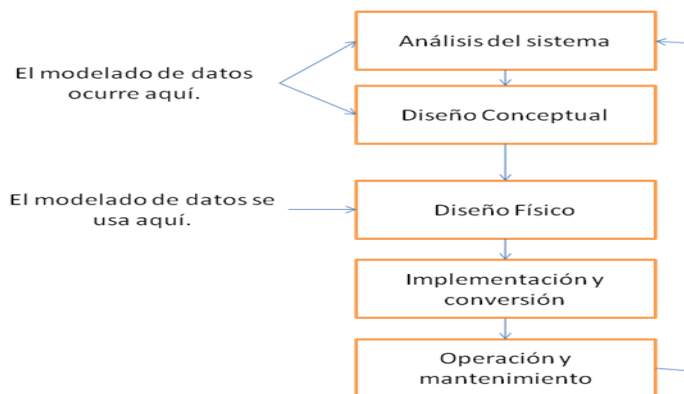 Análisis del sistema
El modelado de datos
ocurre aquí.
Diseño Conceptual
El modelado de datos se
usa aquí.
Diseño Físico
Implementación y
conversión
Operación y
mantenimiento